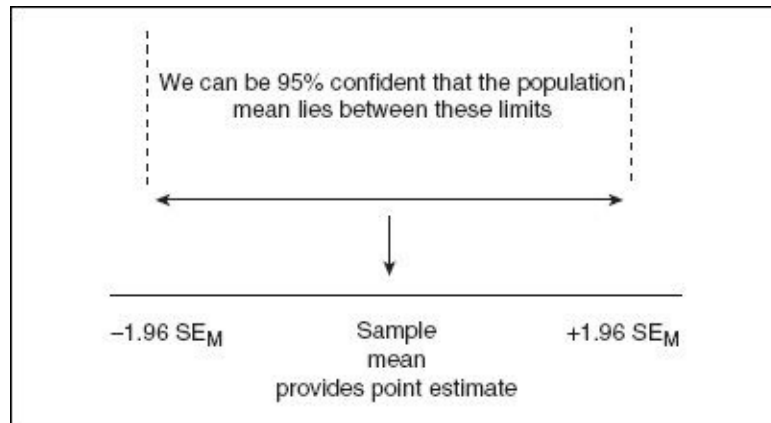 We can be 95% confident that the population
mean lies between these limits
–1.96 SEM
Sample
mean
provides point estimate
+1.96 SEM